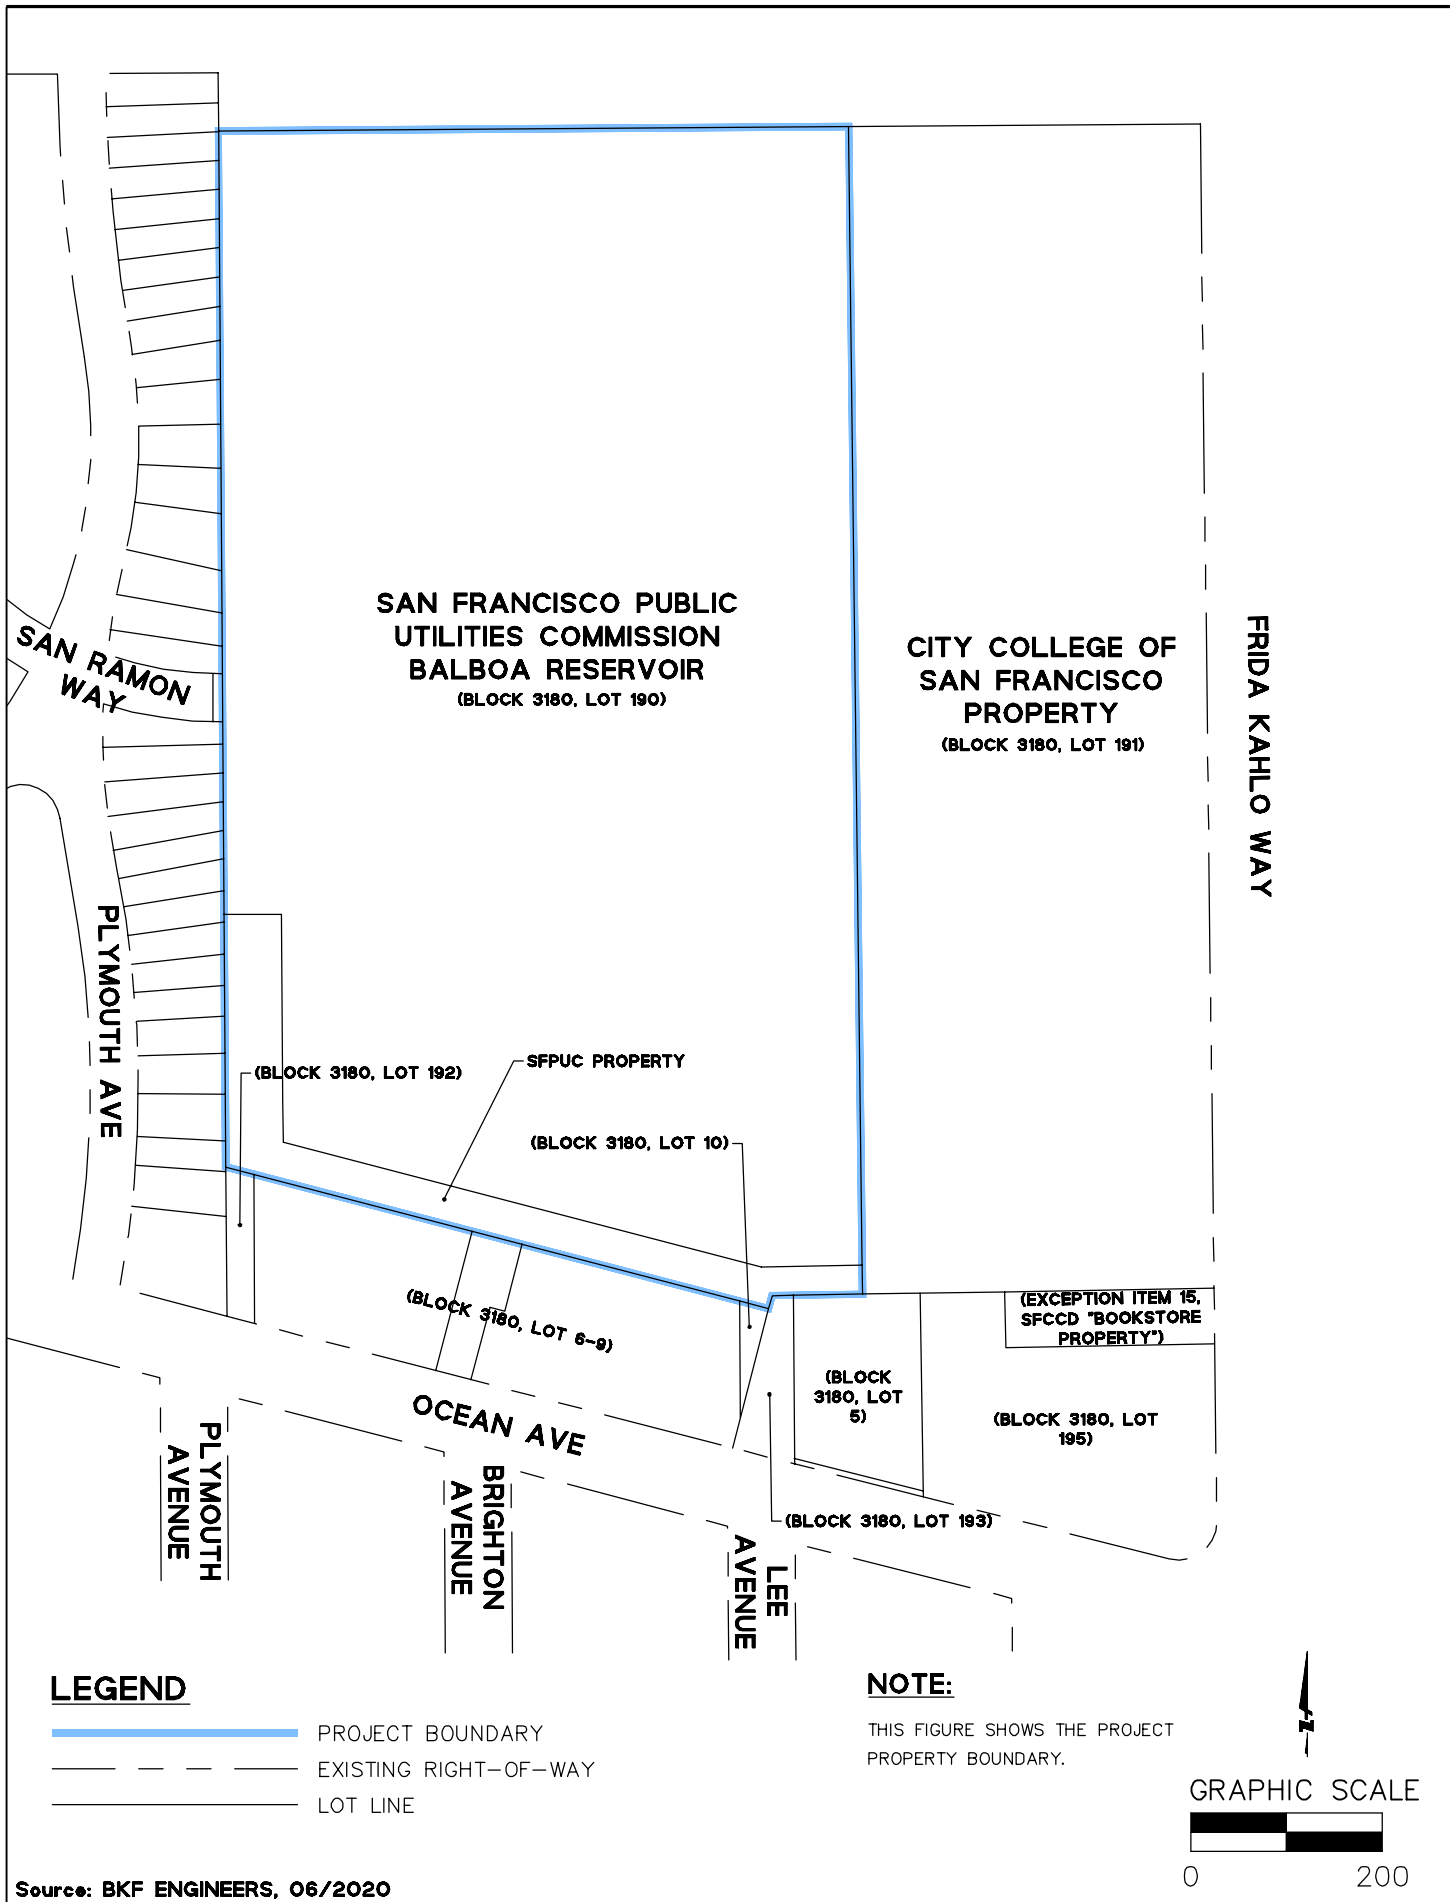 SAN FRANCISCO PUBLIC
UTILITIES COMMISSION
BALBOA RESERVOIR
(BLOCK 3180, LOT 190)
CITY COLLEGE OF
SAN FRANCISCO
PROPERTY
(BLOCK 3180, LOT 191)
FRIDA KAHLO WAY
SAN RAMON
WAY
PLYMOUTH AVE
(BLOCK 3180, LOT 192)
SFPUC PROPERTY
(BLOCK 3180, LOT 10)
(BLOCK 3180, LOT 6-9)
(EXCEPTION ITEM 15,
SFCCD "BOOKSTORE
PROPERTY")
(BLOCK
3180, LOT
5)
(BLOCK 3180, LOT
195)
OCEAN AVE
(BLOCK 3180, LOT 193)
PLYMOUTH
AVENUE
BRIGHTON
AVENUE
LEE
AVENUE
LEGEND
PROJECT BOUNDARY
EXISTING RIGHT-OF-WAY
LOT LINE
NOTE:
THIS FIGURE SHOWS THE PROJECT
PROPERTY BOUNDARY.
N
GRAPHIC SCALE
0 200
Source: BKF ENGINEERS, 06/2020